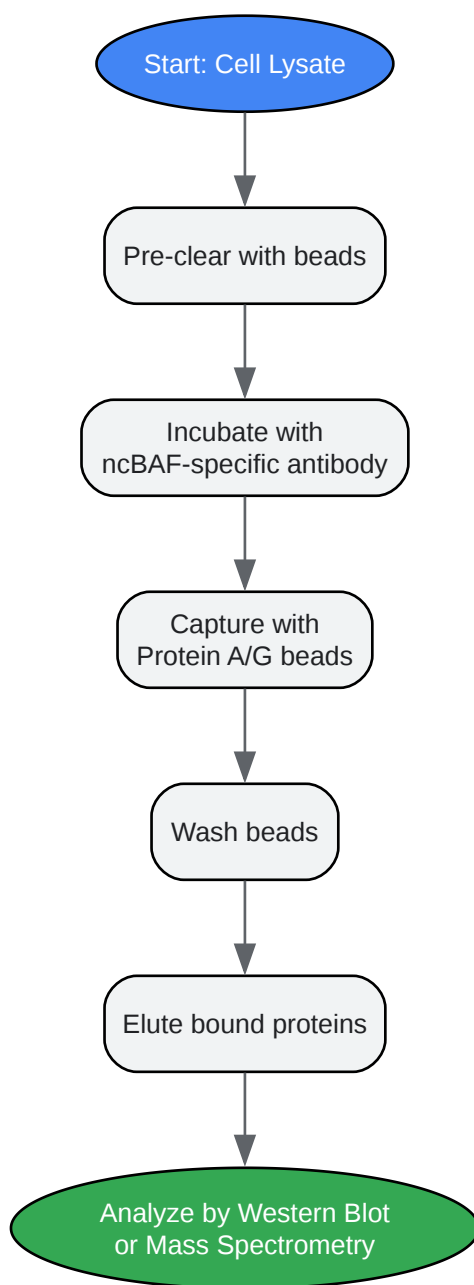 Start: Cell Lysate
Pre-clear with beads
Incubate with
ncBAF-specific antibody
Capture with
Protein A/G beads
Wash beads
Elute bound proteins
Analyze by Western Blot
or Mass Spectrometry